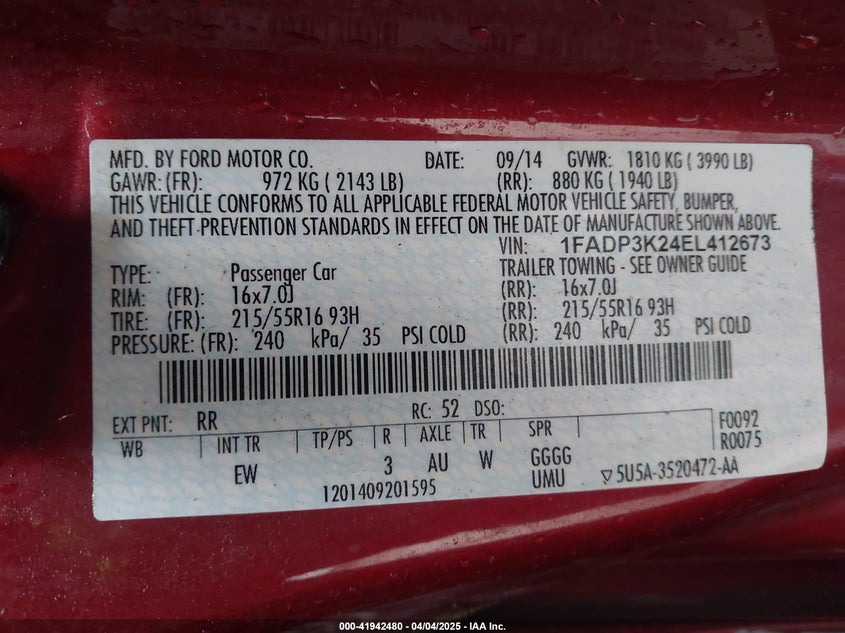 MFD. BY FORD MOTOR CO. DATE: 09/14 GVWR: 1810 KG ( 3990 LB)
GAWR: (FR): 972 KG ( 2143 LB) (RR): 880 KG ( 1940 LB)
THIS VEHICLE CONFORMS TO ALL APPLICABLE FEDERAL MOTOR VEHICLE SAFETY, BUMPER,
AND THEFT PREVENTION STANDARDS IN EFFECT ON THE DATE OF MANUFACTURE SHOWN ABOVE.
VIN: 1FADP3K24EL412673
TYPE: Passenger Car TRAILER TOWING - SEE OWNER GUIDE
RIM: (FR): 16x7.0J (RR): 16x7.0J
TIRE: (FR): 215/55R16 93H (RR): 215/55R16 93H
PRESSURE: (FR): 240 kPa/ 35 PSI COLD (RR): 240 kPa/ 35 PSI COLD
EXT PNT: RR RC: 52 DSO: F0092
WB INT TR TP/PS R AXLE TR SPR R0075
EW 3 AU W GGGG
1201409201595 UMU ▽5U5A-3520472-AA
000-41942480 - 04/04/2025 - IAA Inc.